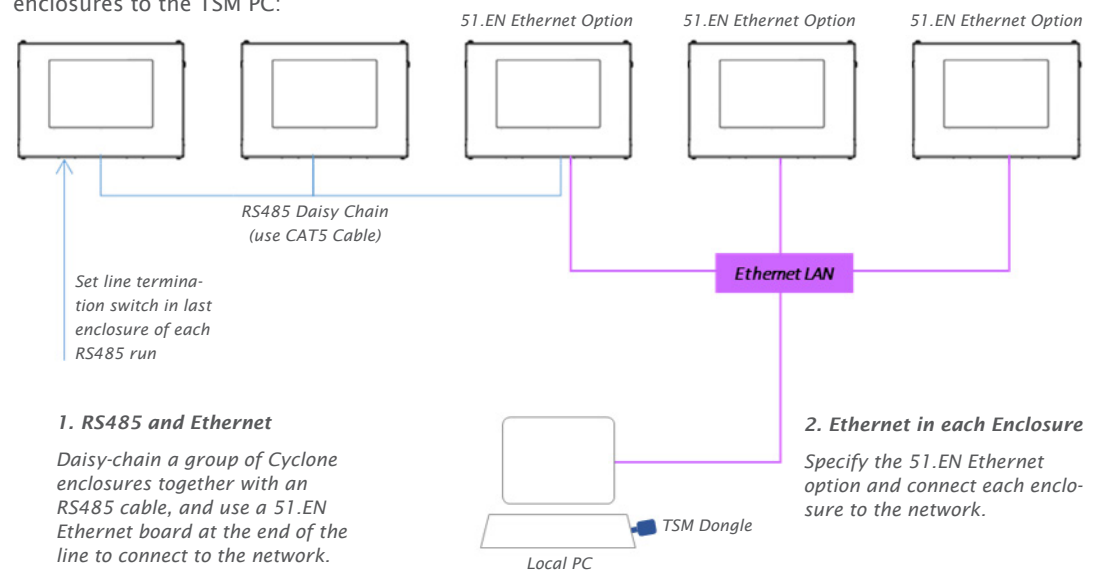 enclosures to the TSM PC:
51.EN Ethernet Option
51.EN Ethernet Option
51.EN Ethernet Option
RS485 Daisy Chain
(use CAT5 Cable)
Ethernet LAN
Set line termina-
tion switch in last
enclosure of each
RS485 run
1. RS485 and Ethernet
Daisy-chain a group of Cyclone
enclosures together with an
RS485 cable, and use a 51.EN
Ethernet board at the end of the
line to connect to the network.
2. Ethernet in each Enclosure
Specify the 51.EN Ethernet
option and connect each enclo-
sure to the network.
TSM Dongle
Local PC